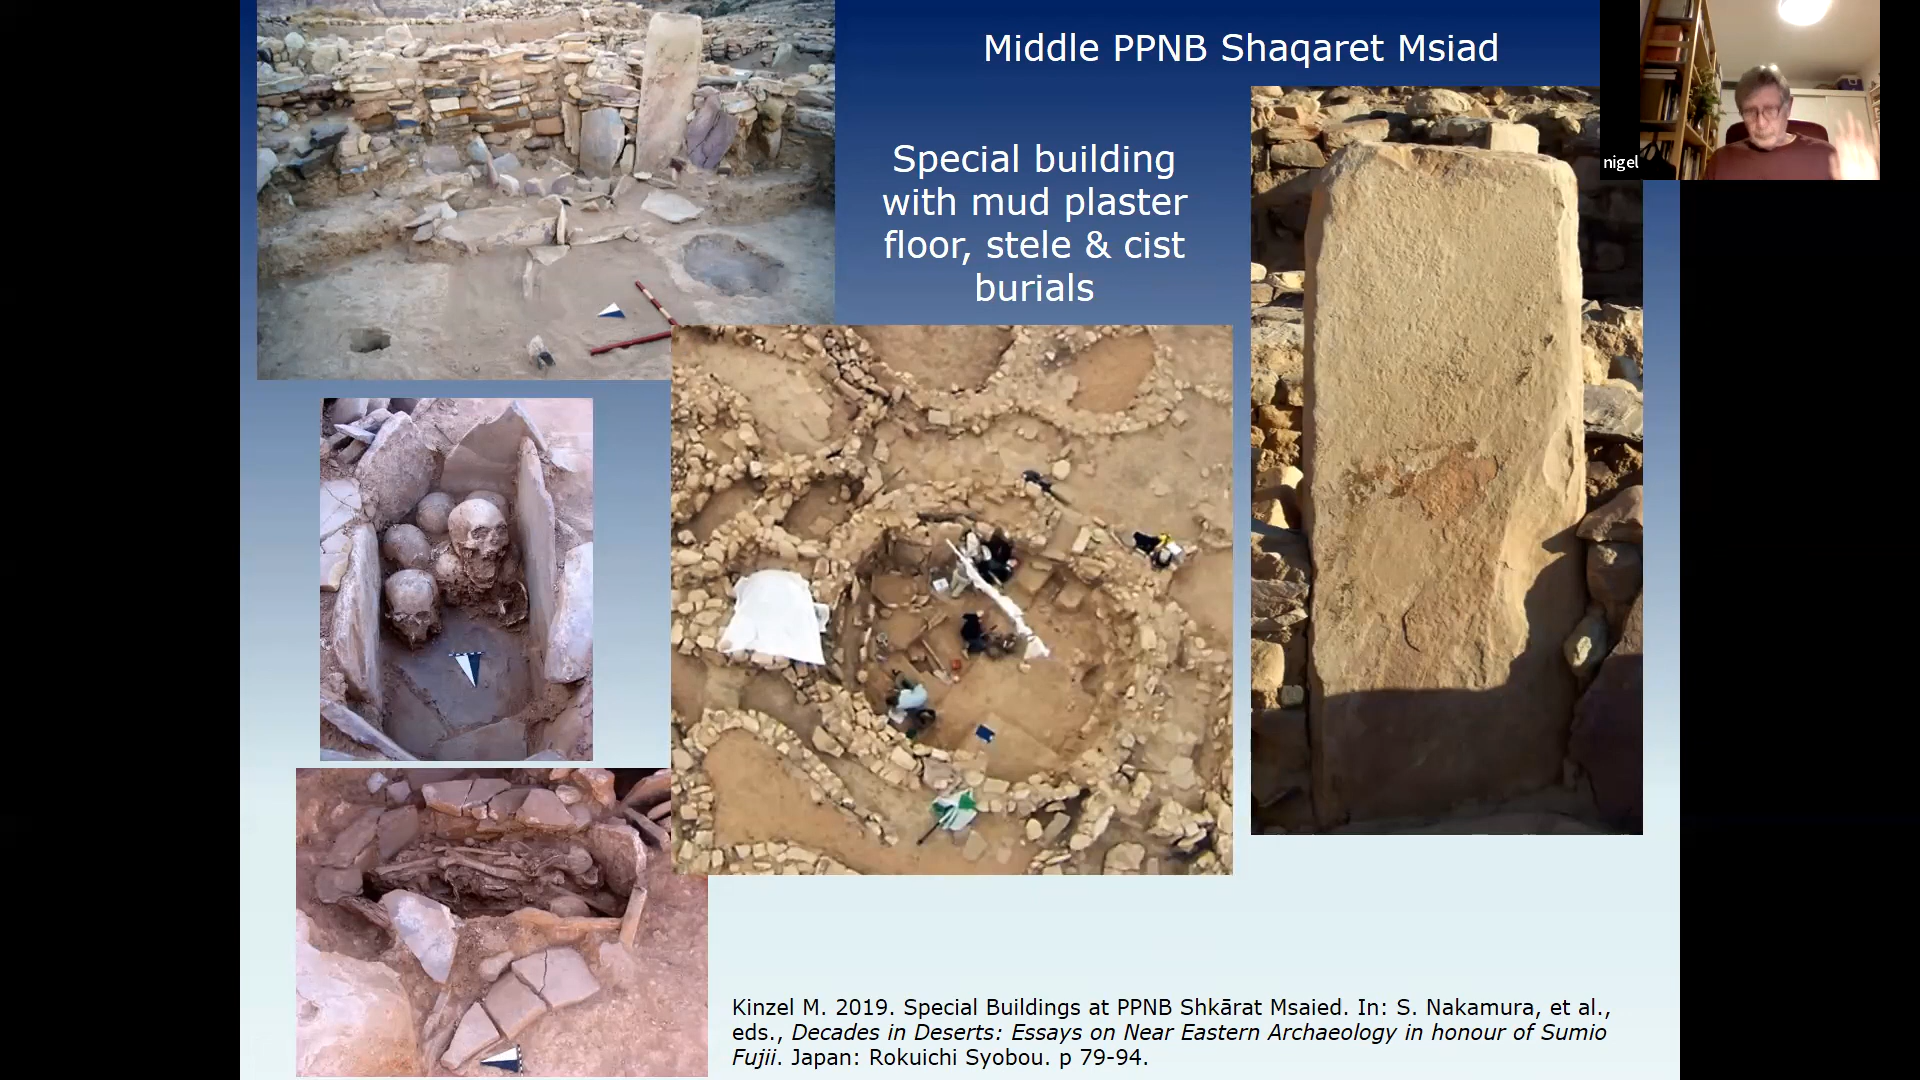 Middle PPNB Shaqaret Msiad
Special building
with mud plaster
floor, stele & cist
burials
nigel
Kinzel M. 2019. Special Buildings at PPNB Shkārat Msaied. In: S. Nakamura, et al.,
eds., Decades in Deserts: Essays on Near Eastern Archaeology in honour of Sumio
Fujii. Japan: Rokuichi Syobou. p 79-94.